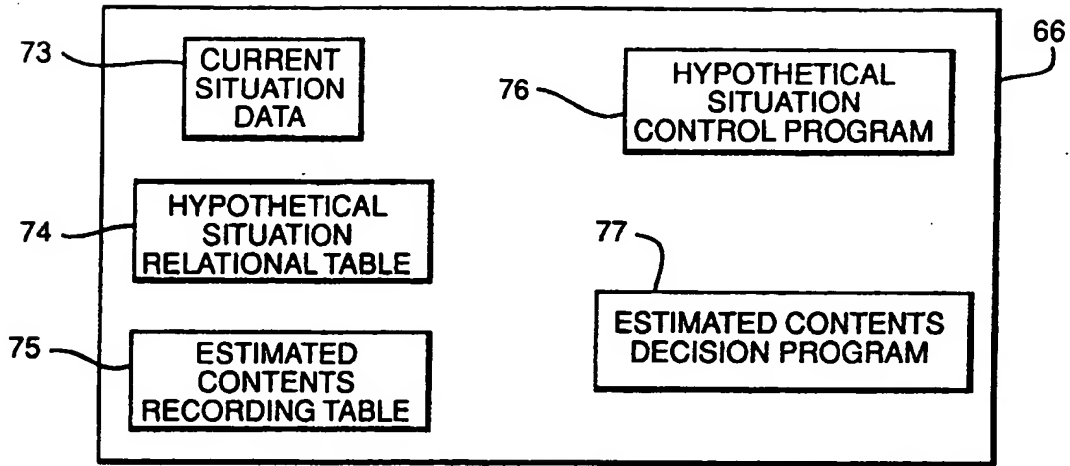 73
CURRENT
SITUATION
DATA
74
HYPOTHETICAL
SITUATION
RELATIONAL TABLE
75
ESTIMATED
CONTENTS
RECORDING TABLE
66
76
HYPOTHETICAL
SITUATION
CONTROL PROGRAM
77
ESTIMATED CONTENTS
DECISION PROGRAM